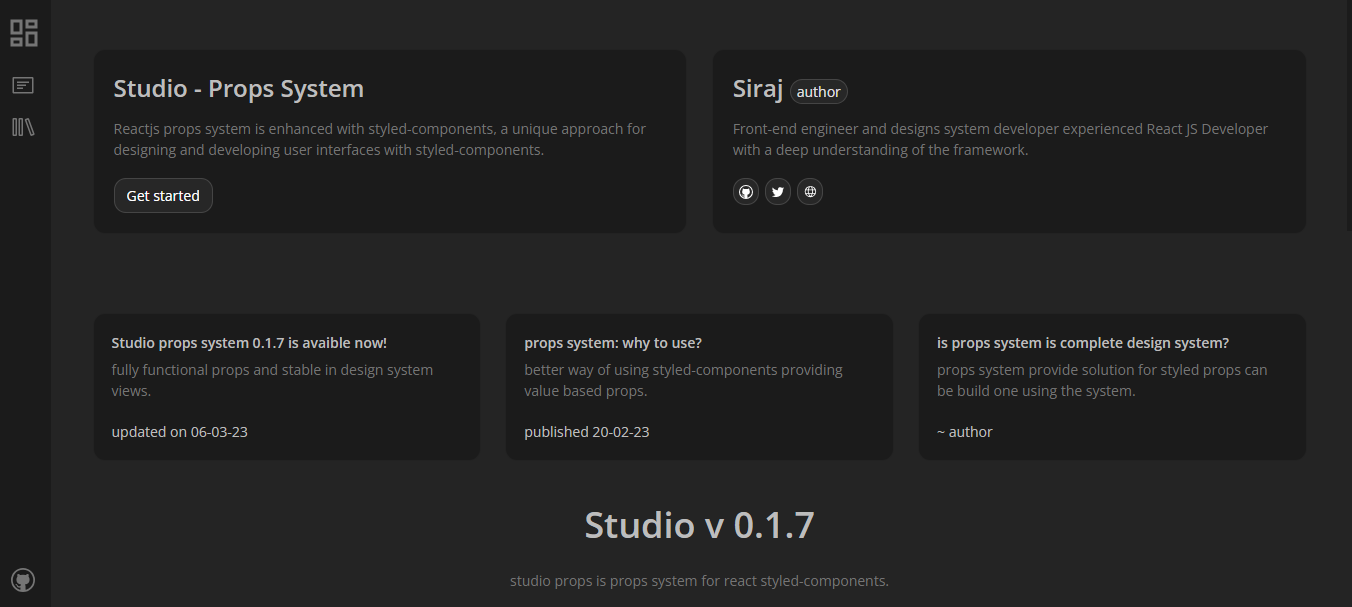 Studio - Props System
Reactjs props system is enhanced with styled-components, a unique approach for
designing and developing user interfaces with styled-components.
Get started
Siraj author
Front-end engineer and designs system developer experienced React JS Developer
with a deep understanding of the framework.
Studio props system 0.1.7 is avaible now!
fully functional props and stable in design system
views.
updated on 06-03-23
props system: why to use?
better way of using styled-components providing
value based props.
published 20-02-23
is props system is complete design system?
props system provide solution for styled props can
be build one using the system.
~ author
Studio v 0.1.7
studio props is props system for react styled-components.